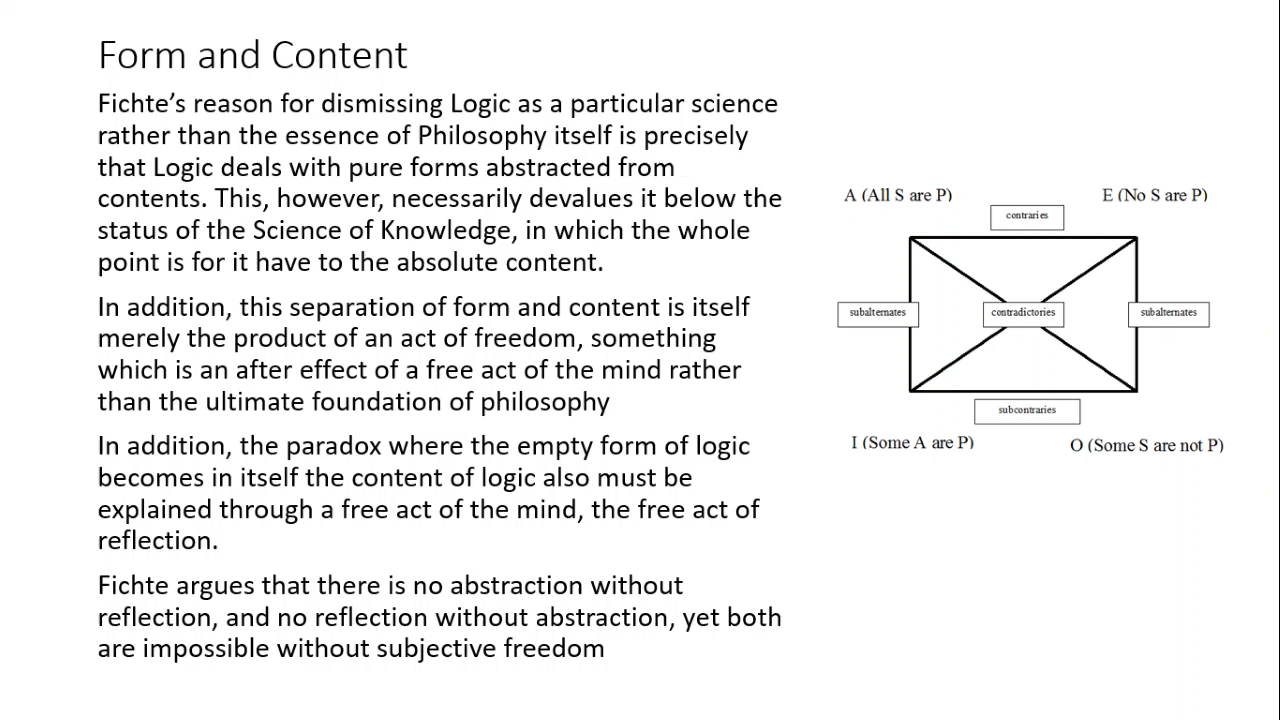 Form and Content
Fichte’s reason for dismissing Logic as a particular science
rather than the essence of Philosophy itself is precisely
that Logic deals with pure forms abstracted from
contents. This, however, necessarily devalues it below the
status of the Science of Knowledge, in which the whole
point is for it have to the absolute content.
In addition, this separation of form and content is itself
merely the product of an act of freedom, something
which is an after effect of a free act of the mind rather
than the ultimate foundation of philosophy
In addition, the paradox where the empty form of logic
becomes in itself the content of logic also must be
explained through a free act of the mind, the free act of
reflection.
Fichte argues that there is no abstraction without
reflection, and no reflection without abstraction, yet both
are impossible without subjective freedom
A (All S are P)
E (No S are P)
contraries
subalternates
contradictories
subalternates
subcontraries
I (Some A are P)
O (Some S are not P)